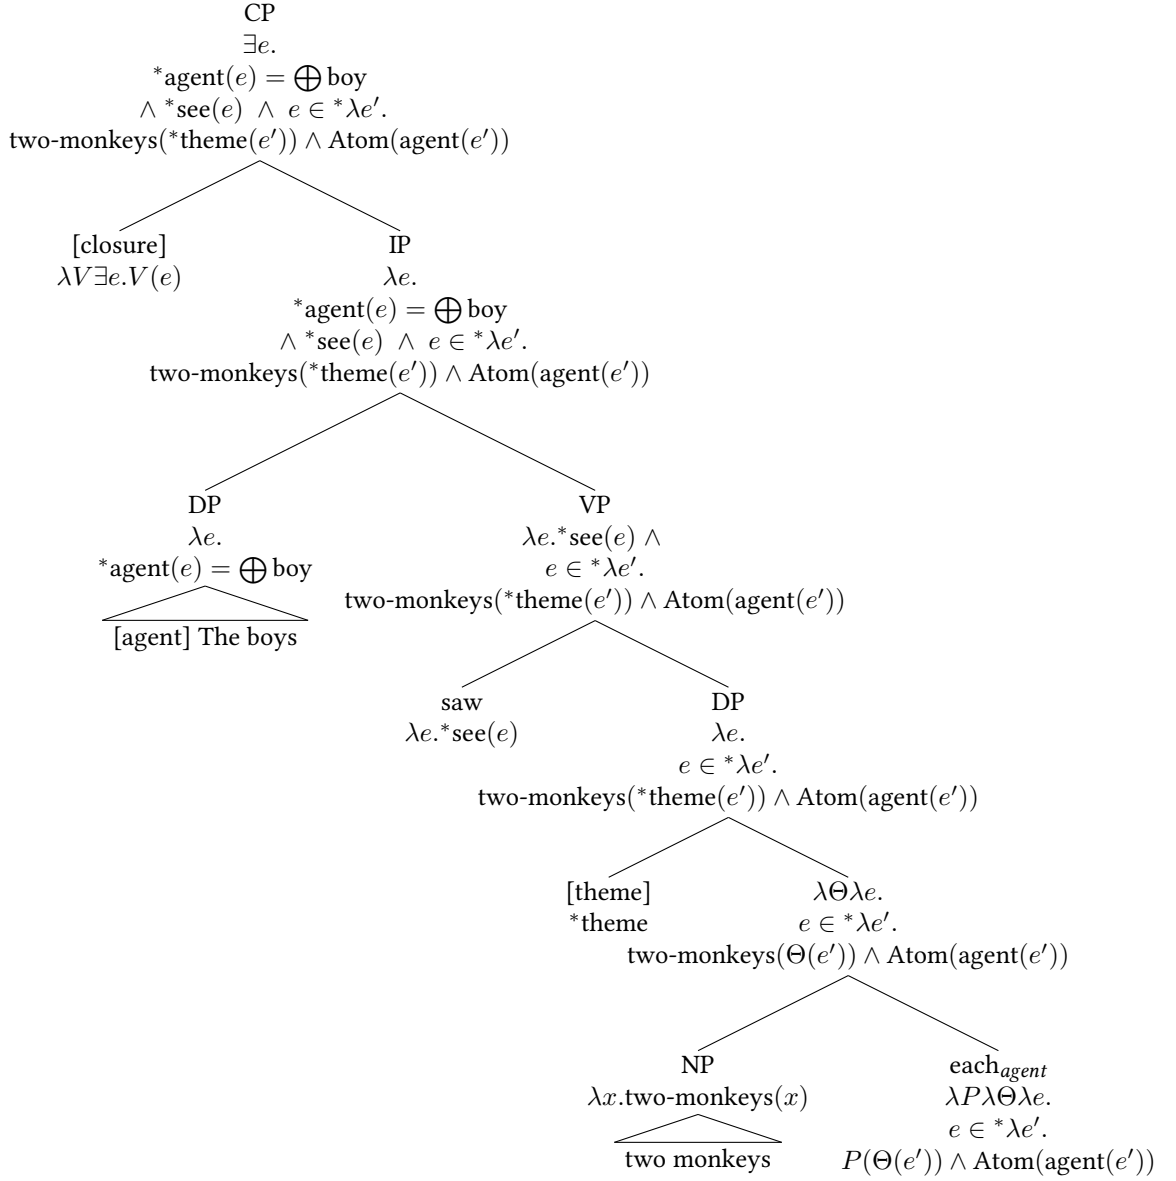 CP
∃e.
*agent(e) = ⨁ boy
∧ *see(e) ∧ e ∈ *λe′.
two-monkeys(*theme(e′)) ∧ Atom(agent(e′))
[closure]
λV∃e.V(e)
IP
λe.
*agent(e) = ⨁ boy
∧ *see(e) ∧ e ∈ *λe′.
two-monkeys(*theme(e′)) ∧ Atom(agent(e′))
DP
λe.
*agent(e) = ⨁ boy
[agent] The boys
VP
λe.*see(e) ∧
e ∈ *λe′.
two-monkeys(*theme(e′)) ∧ Atom(agent(e′))
saw
λe.*see(e)
DP
λe.
e ∈ *λe′.
two-monkeys(*theme(e′)) ∧ Atom(agent(e′))
[theme]
*theme
λΘλe.
e ∈ *λe′.
two-monkeys(Θ(e′)) ∧ Atom(agent(e′))
NP
λx.two-monkeys(x)
two monkeys
each_agent
λPλΘλe.
e ∈ *λe′.
P(Θ(e′)) ∧ Atom(agent(e′))